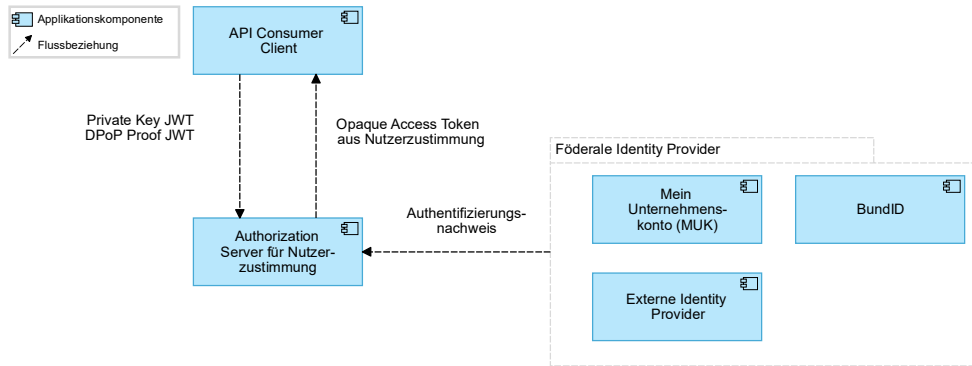 Applikationskomponente
Flussbeziehung
API Consumer
Client
Private Key JWT
DPoP Proof JWT
Opaque Access Token
aus Nutzerzustimmung
Föderale Identity Provider
Mein
Unternehmens-
konto (MUK)
BundID
Authentifizierungs-
nachweis
Authorization
Server für Nutzer-
zustimmung
Externe Identity
Provider